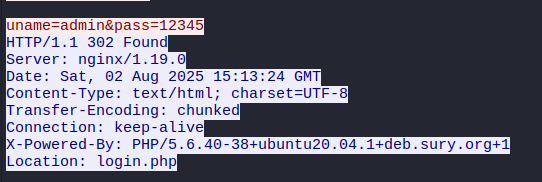 uname=admin&pass=12345
HTTP/1.1 302 Found
Server: nginx/1.19.0
Date: Sat, 02 Aug 2025 15:13:24 GMT
Content-Type: text/html; charset=UTF-8
Transfer-Encoding: chunked
Connection: keep-alive
X-Powered-By: PHP/5.6.40-38+ubuntu20.04.1+deb.sury.org+1
Location: login.php